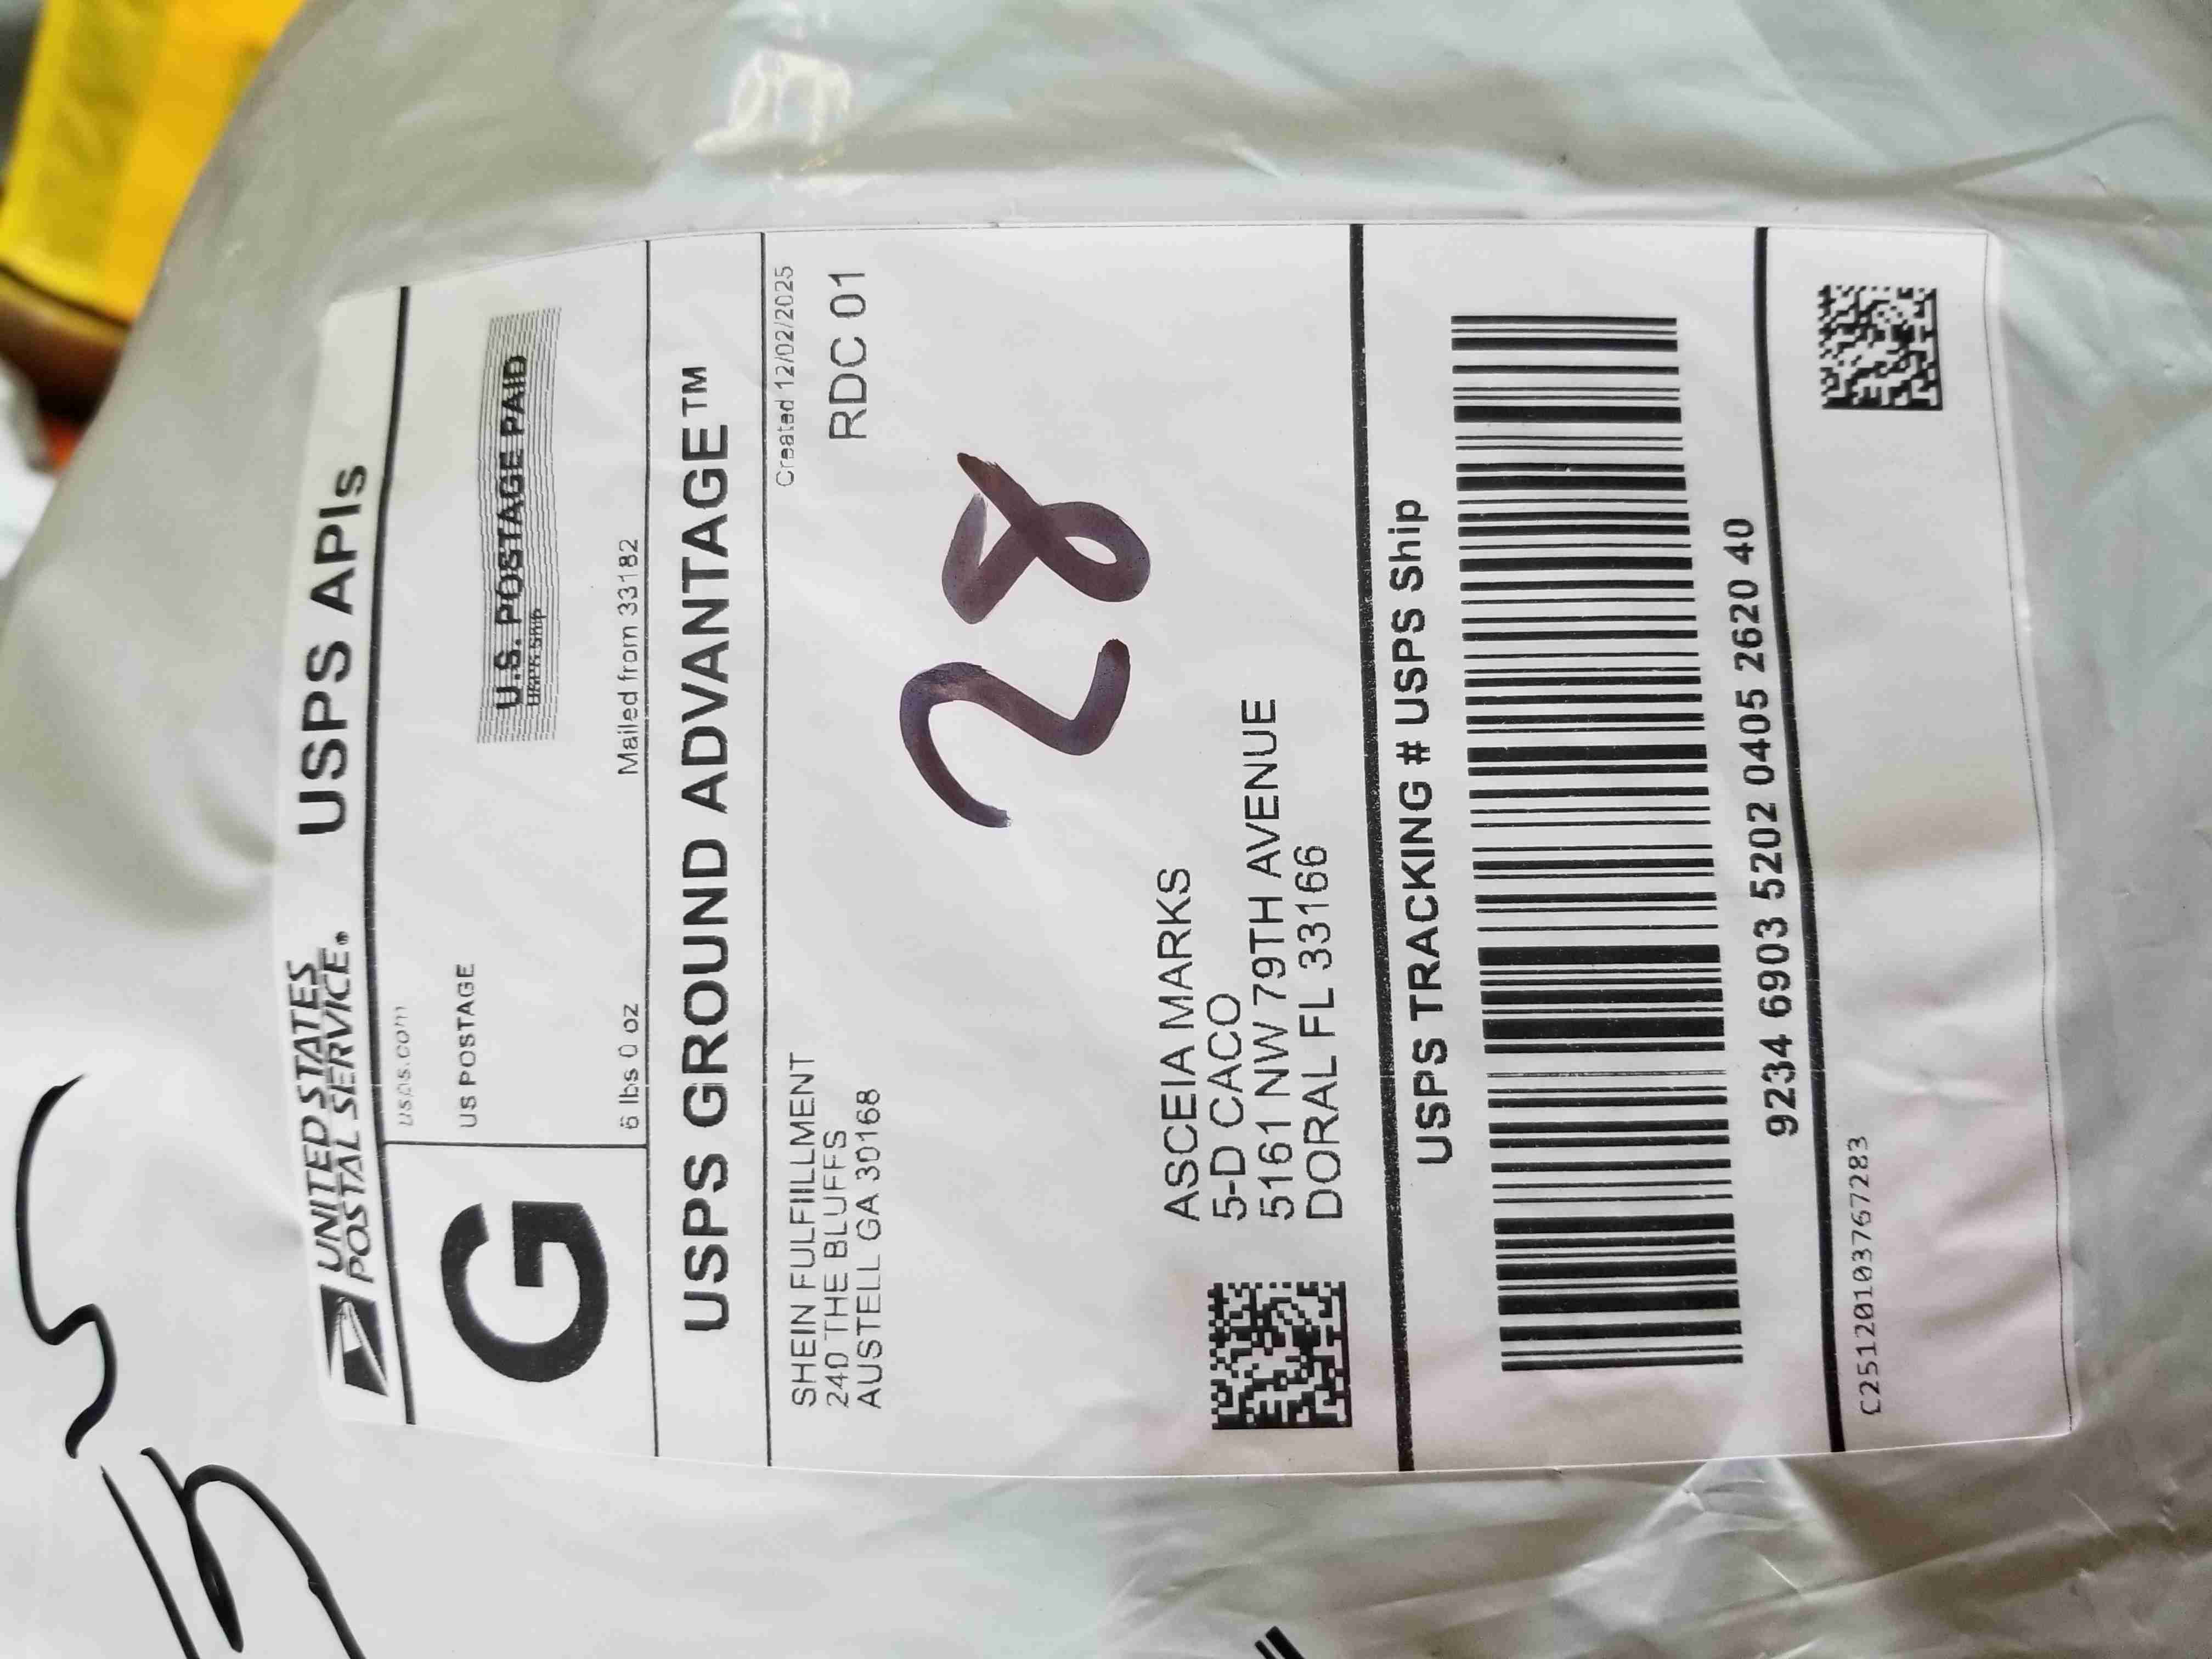 UNITED STATES
POSTAL SERVICE.
USPS APIs
G
usps.com
US POSTAGE
U.S. POSTAGE PAID
USPS Ship
6 lbs 0 oz
Mailed from 33182
USPS GROUND ADVANTAGE™
SHEIN FULFIILLMENT
240 THE BLUFFS
AUSTELL GA 30168
Created 12/02/2025
RDC 01
28
ASCEIA MARKS
5-D CACO
5161 NW 79TH AVENUE
DORAL FL 33166
USPS TRACKING # USPS Ship
9234 6903 5202 0405 2620 40
C25120103767283